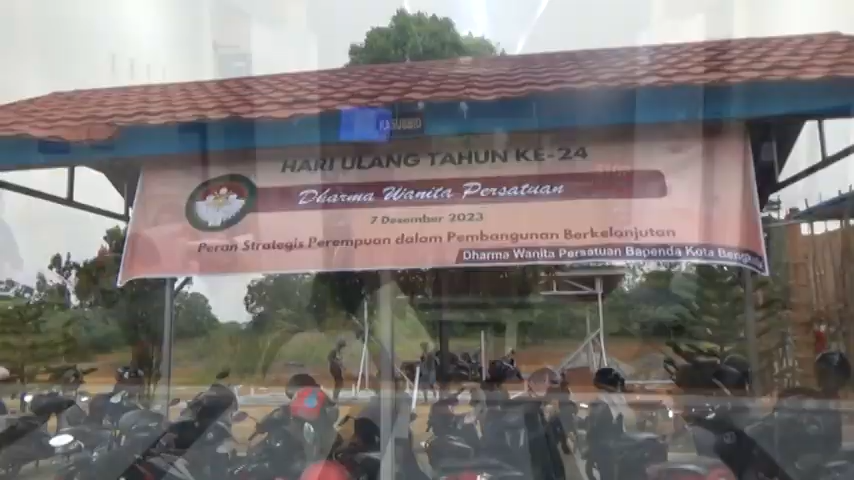 KASUBBID
HARI ULANG TAHUN KE-24
Dharma Wanita Persatuan
7 Desember 2023
Peran Strategis Perempuan dalam Pembangunan Berkelanjutan
Dharma Wanita Persatuan Bapenda Kota